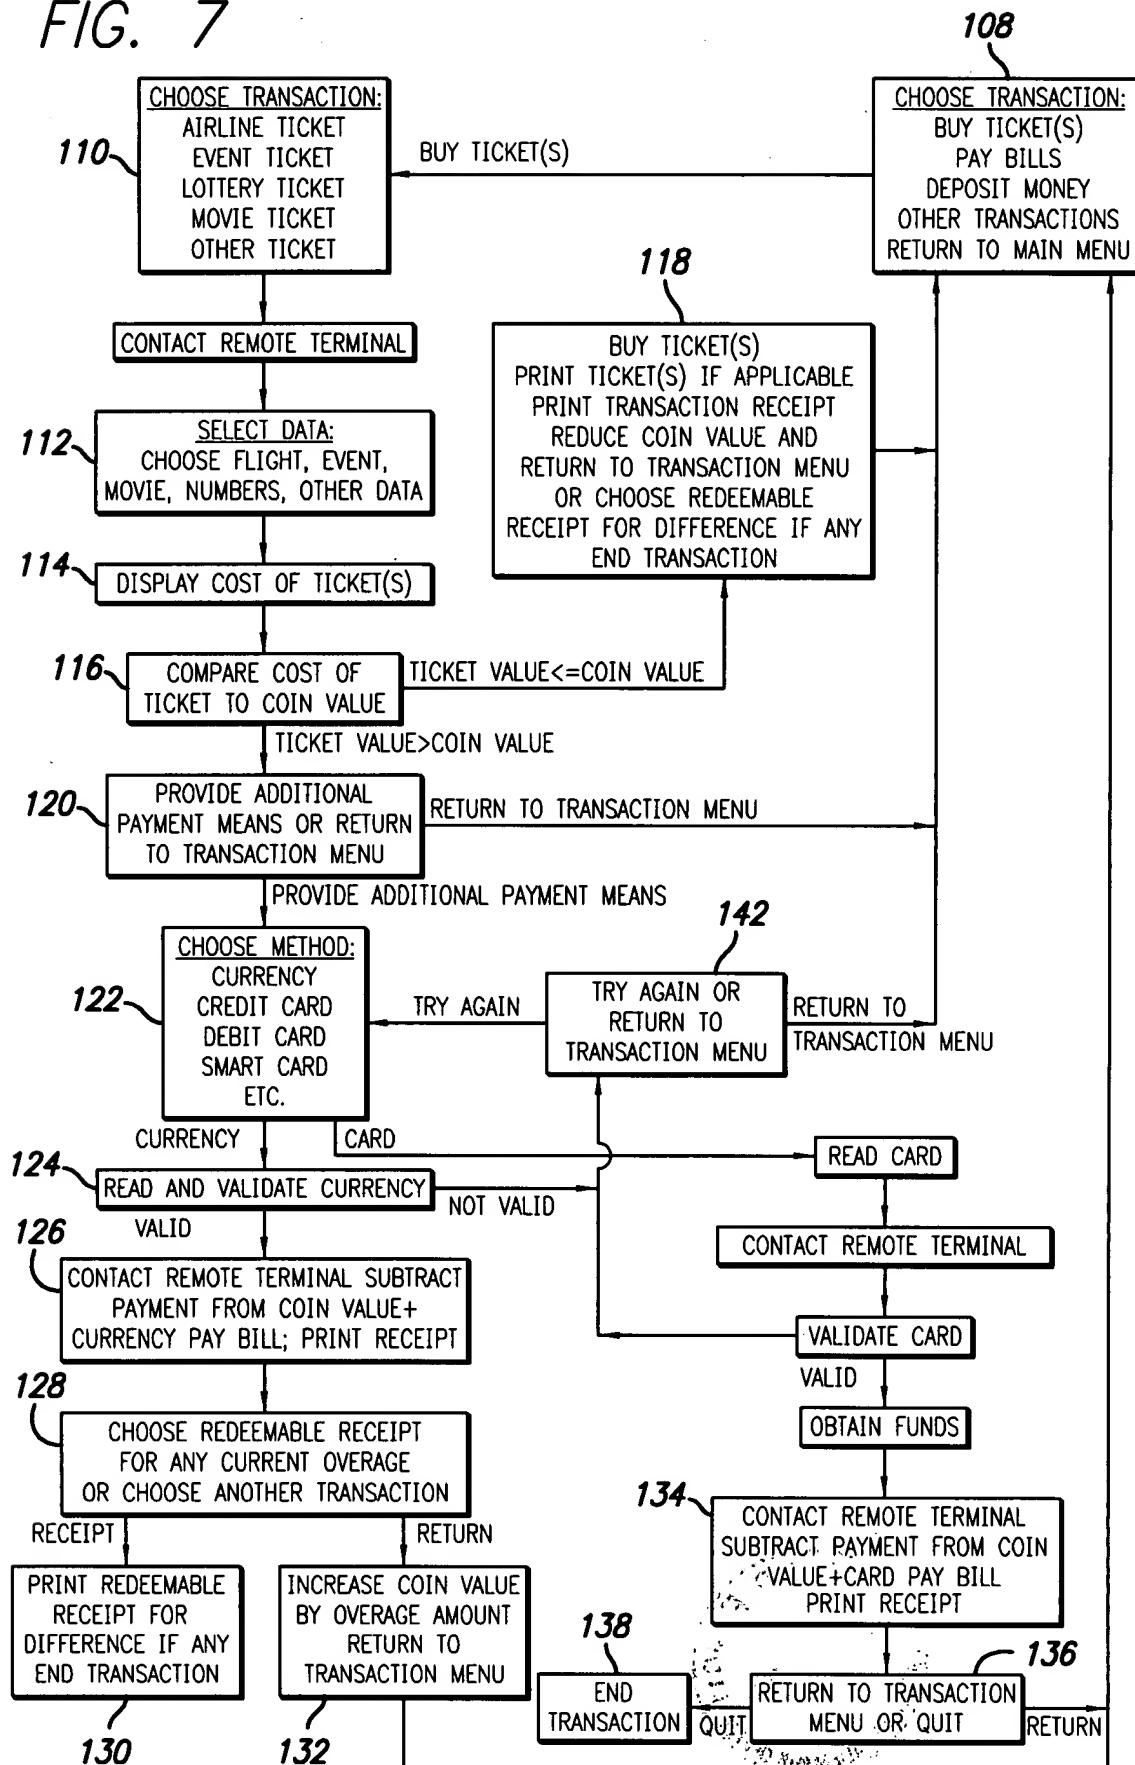 FIG. 7
108
CHOOSE TRANSACTION:
BUY TICKET(S)
PAY BILLS
DEPOSIT MONEY
OTHER TRANSACTIONS
RETURN TO MAIN MENU
BUY TICKET(S)
110
CHOOSE TRANSACTION:
AIRLINE TICKET
EVENT TICKET
LOTTERY TICKET
MOVIE TICKET
OTHER TICKET
CONTACT REMOTE TERMINAL
112
SELECT DATA:
CHOOSE FLIGHT, EVENT,
MOVIE, NUMBERS, OTHER DATA
114
DISPLAY COST OF TICKET(S)
116
COMPARE COST OF
TICKET TO COIN VALUE
TICKET VALUE<=COIN VALUE
118
BUY TICKET(S)
PRINT TICKET(S) IF APPLICABLE
PRINT TRANSACTION RECEIPT
REDUCE COIN VALUE AND
RETURN TO TRANSACTION MENU
OR CHOOSE REDEEMABLE
RECEIPT FOR DIFFERENCE IF ANY
END TRANSACTION
TICKET VALUE>COIN VALUE
120
PROVIDE ADDITIONAL
PAYMENT MEANS OR RETURN
TO TRANSACTION MENU
RETURN TO TRANSACTION MENU
PROVIDE ADDITIONAL PAYMENT MEANS
122
CHOOSE METHOD:
CURRENCY
CREDIT CARD
DEBIT CARD
SMART CARD
ETC.
TRY AGAIN
142
TRY AGAIN OR
RETURN TO
TRANSACTION MENU
RETURN TO
TRANSACTION MENU
CURRENCY
CARD
124
READ AND VALIDATE CURRENCY
NOT VALID
VALID
126
CONTACT REMOTE TERMINAL SUBTRACT
PAYMENT FROM COIN VALUE+
CURRENCY PAY BILL; PRINT RECEIPT
128
CHOOSE REDEEMABLE RECEIPT
FOR ANY CURRENT OVERAGE
OR CHOOSE ANOTHER TRANSACTION
RECEIPT
RETURN
PRINT REDEEMABLE
RECEIPT FOR
DIFFERENCE IF ANY
END TRANSACTION
130
INCREASE COIN VALUE
BY OVERAGE AMOUNT
RETURN TO
TRANSACTION MENU
132
READ CARD
CONTACT REMOTE TERMINAL
VALIDATE CARD
VALID
OBTAIN FUNDS
134
CONTACT REMOTE TERMINAL
SUBTRACT PAYMENT FROM COIN
VALUE+CARD PAY BILL
PRINT RECEIPT
136
RETURN TO TRANSACTION
MENU OR QUIT
QUIT
RETURN
138
END
TRANSACTION